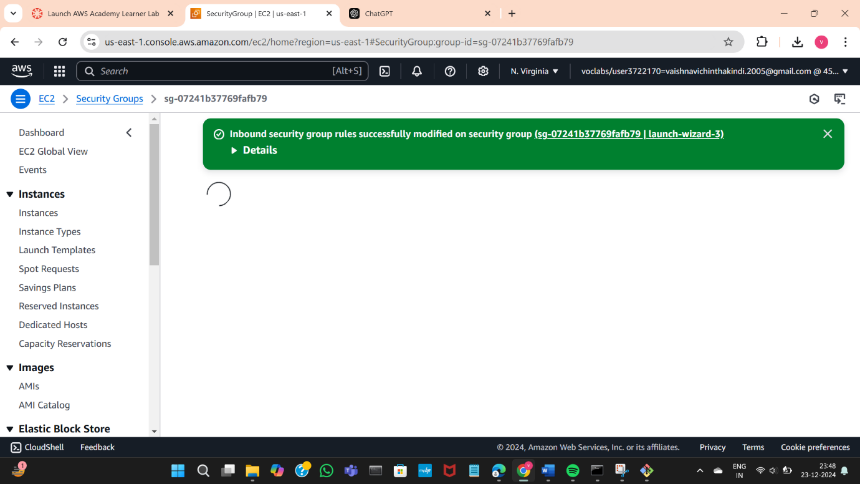 Launch AWS Academy Learner Lab
SecurityGroup | EC2 | us-east-1
ChatGPT
us-east-1.console.aws.amazon.com/ec2/home?region=us-east-1#SecurityGroup:group-id=sg-07241b37769fafb79
aws
Search
[Alt+S]
N. Virginia
voclabs/user3722170=vaishnavichinthakindi.2005@gmail.com @ 45...
EC2
Security Groups
sg-07241b37769fafb79
Dashboard
EC2 Global View
Events
Instances
Instances
Instance Types
Launch Templates
Spot Requests
Savings Plans
Reserved Instances
Dedicated Hosts
Capacity Reservations
Images
AMIs
AMI Catalog
Elastic Block Store
Inbound security group rules successfully modified on security group (sg-07241b37769fafb79 | launch-wizard-3)
Details
CloudShell
Feedback
© 2024, Amazon Web Services, Inc. or its affiliates.
Privacy
Terms
Cookie preferences
ENG
IN
23:48
23-12-2024